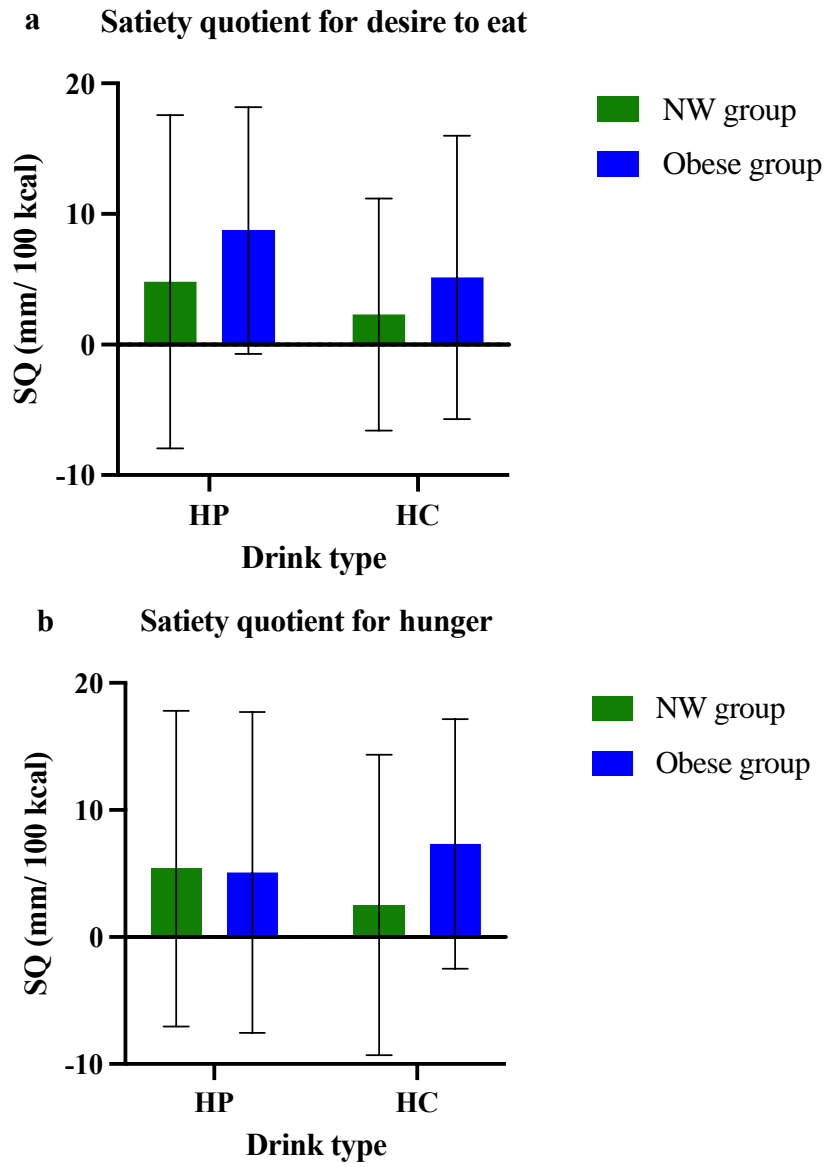 a Satiety quotient for desire to eat
20
10
0
-10
SQ (mm/ 100 kcal)
HP HC
Drink type
NW group
Obese group
b Satiety quotient for hunger
20
10
0
-10
SQ (mm/ 100 kcal)
HP HC
Drink type
NW group
Obese group